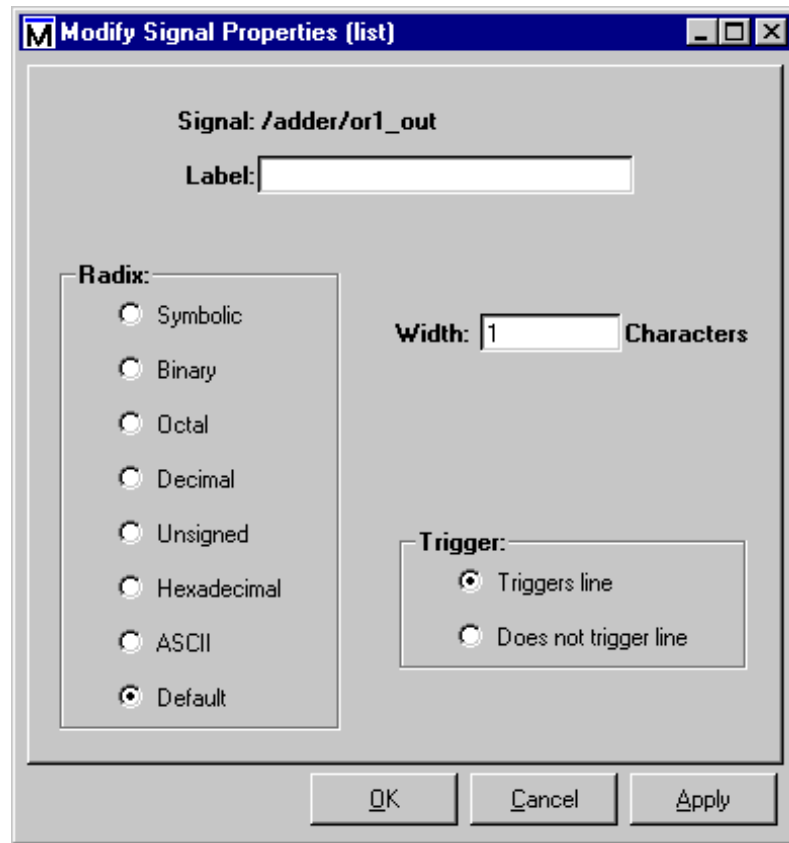 M Modify Signal Properties (list)
Signal: /adder/or1_out
Label:
Radix:
Symbolic
Binary
Octal
Decimal
Unsigned
Hexadecimal
ASCII
Default
Width: 1 Characters
Trigger:
Triggers line
Does not trigger line
OK Cancel Apply